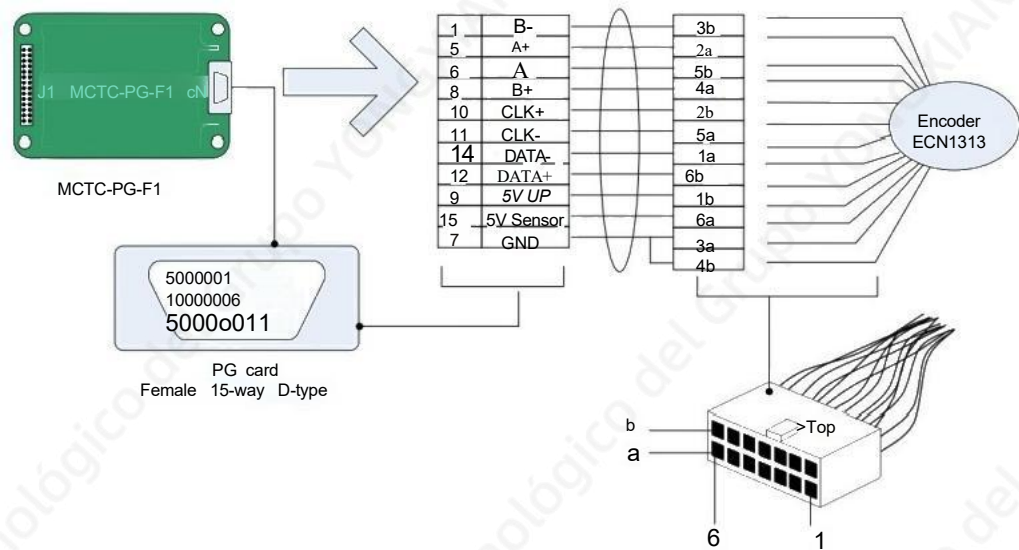 J1 MCTC-PG-F1 cN
MCTC-PG-F1
1 B- 3b
5 A+ 2a
6 A 5b
8 B+ 4a
10 CLK+ 2b
11 CLK- 5a
14 DATA- 1a
12 DATA+ 6b
9 5V UP 1b
15 5V Sensor 6a
7 GND 3a
4b
Encoder
ECN1313
5000001
10000006
5000o011
PG card
Female 15-way D-type
>Top
b
a
6 1